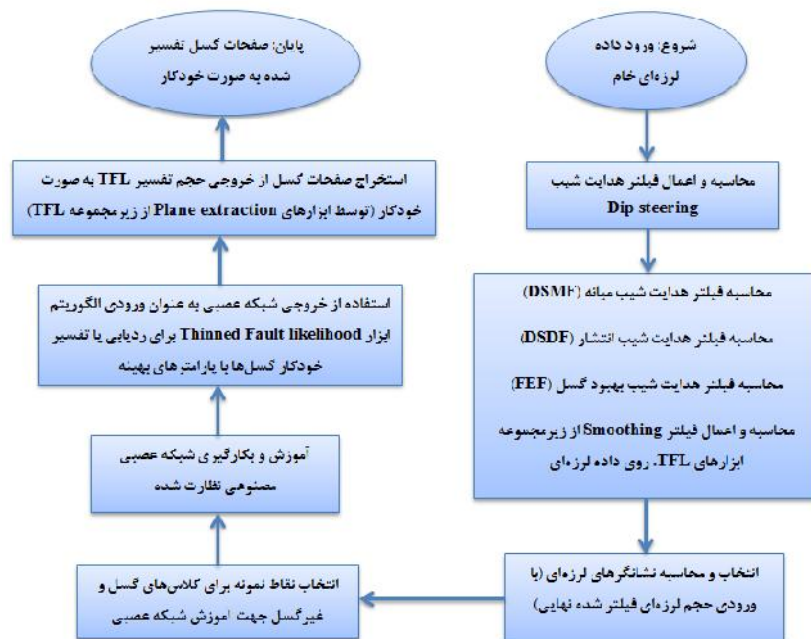 شروع: ورود داده
لرزه‌ای خام
محاسبه و اعمال فیلتر هدایت شیب
Dip steering
محاسبه فیلتر هدایت شیب میانه (DSMF)
محاسبه فیلتر هدایت شیب انتشار (DSDF)
محاسبه فیلتر هدایت شیب بهبود گسل (FEF)
محاسبه و اعمال فیلتر Smoothing از زیرمجموعه
ابزارهای TFL، روی داده لرزه‌ای
انتخاب و محاسبه نشانگرهای لرزه‌ای (با
ورودی حجم لرزه‌ای فیلتر شده نهایی)
انتخاب نقاط نمونه برای کلاس‌های گسل و
غیرگسل جهت اموزش شبکه عصبی
آموزش و بکارگیری شبکه عصبی
مصنوعی نظارت شده
استفاده از خروجی شبکه عصبی به عنوان ورودی الگوریتم
ابزار Thinned Fault likelihood برای ردیابی یا تفسیر
خودکار گسل‌ها با پارامترهای بهینه
استخراج صفحات گسل از خروجی حجم تفسیر TFL به صورت
خودکار (توسط ابزارهای Plane extraction از زیرمجموعه TFL)
پایان: صفحات گسل تفسیر
شده به صورت خودکار